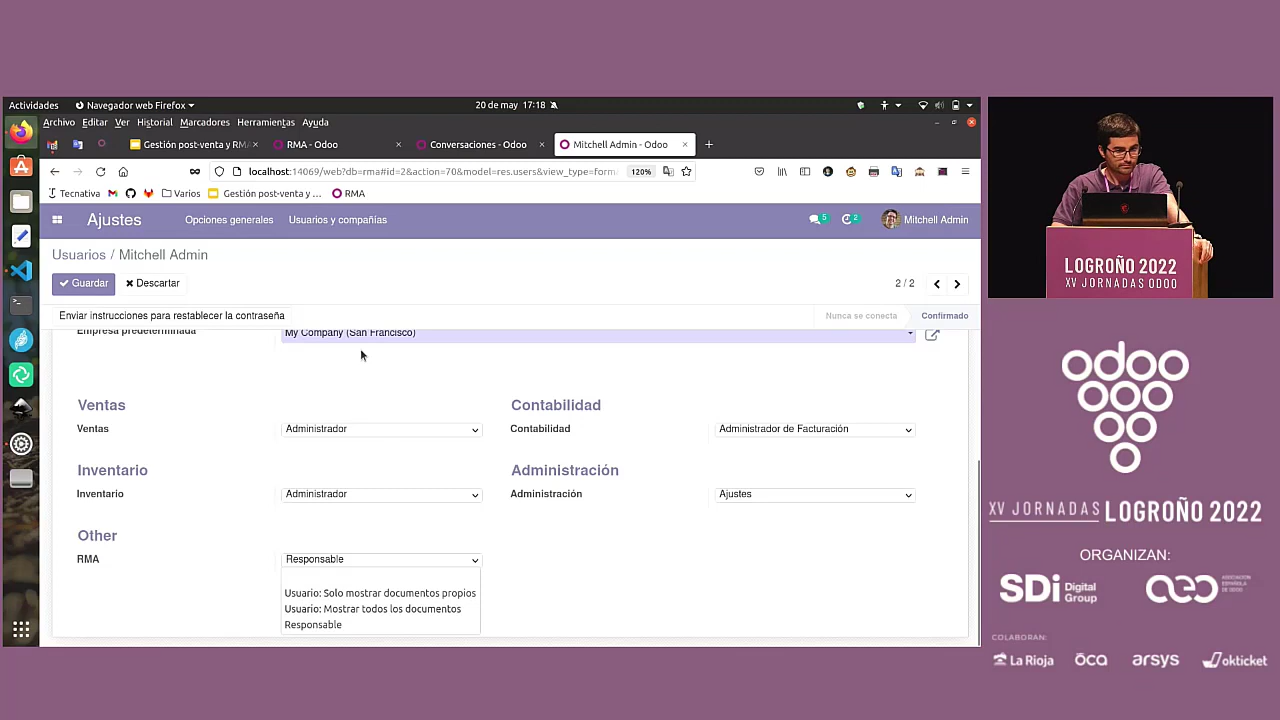 Actividades
Navegador web Firefox
20 de may 17:18
Archivo Editar Ver Historial Marcadores Herramientas Ayuda
Gestión post-venta y RMA
RMA - Odoo
Conversaciones - Odoo
Mitchell Admin - Odoo
localhost:14069/web?db=rma#id=2&action=70&model=res.users&view_type=form
120%
Tecnativa
Varios
Gestión post-venta y ...
RMA
Ajustes
Opciones generales
Usuarios y compañías
5
2
Mitchell Admin
Usuarios / Mitchell Admin
Guardar
Descartar
2 / 2
Enviar instrucciones para restablecer la contraseña
Nunca se conecta
Confirmado
Empresa predeterminada
My Company (San Francisco)
Ventas
Ventas
Administrador
Contabilidad
Contabilidad
Administrador de Facturación
Inventario
Inventario
Administrador
Administración
Administración
Ajustes
Other
RMA
Responsable
Usuario: Solo mostrar documentos propios
Usuario: Mostrar todos los documentos
Responsable
LOGROÑO 2022
XV JORNADAS ODOO
odoo
XV JORNADAS LOGROÑO 2022
ORGANIZAN:
SDi Digital Group
aeo
ASOCIACIÓN ESPAÑOLA DE ODOO
COLABORAN:
La Rioja
oca
arsys
okticket